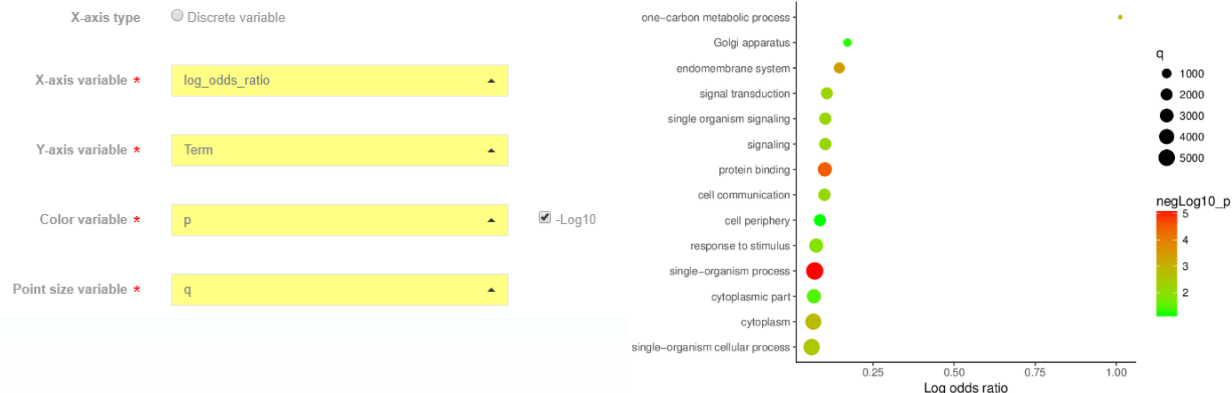 X-axis type
Discrete variable
X-axis variable *
log_odds_ratio
Y-axis variable *
Term
Color variable *
p
-Log10
Point size variable *
q
one−carbon metabolic process
Golgi apparatus
endomembrane system
signal transduction
single organism signaling
signaling
protein binding
cell communication
cell periphery
response to stimulus
single−organism process
cytoplasmic part
cytoplasm
single−organism cellular process
0.25 0.50 0.75 1.00
Log odds ratio
q
1000
2000
3000
4000
5000
negLog10_p
5
4
3
2